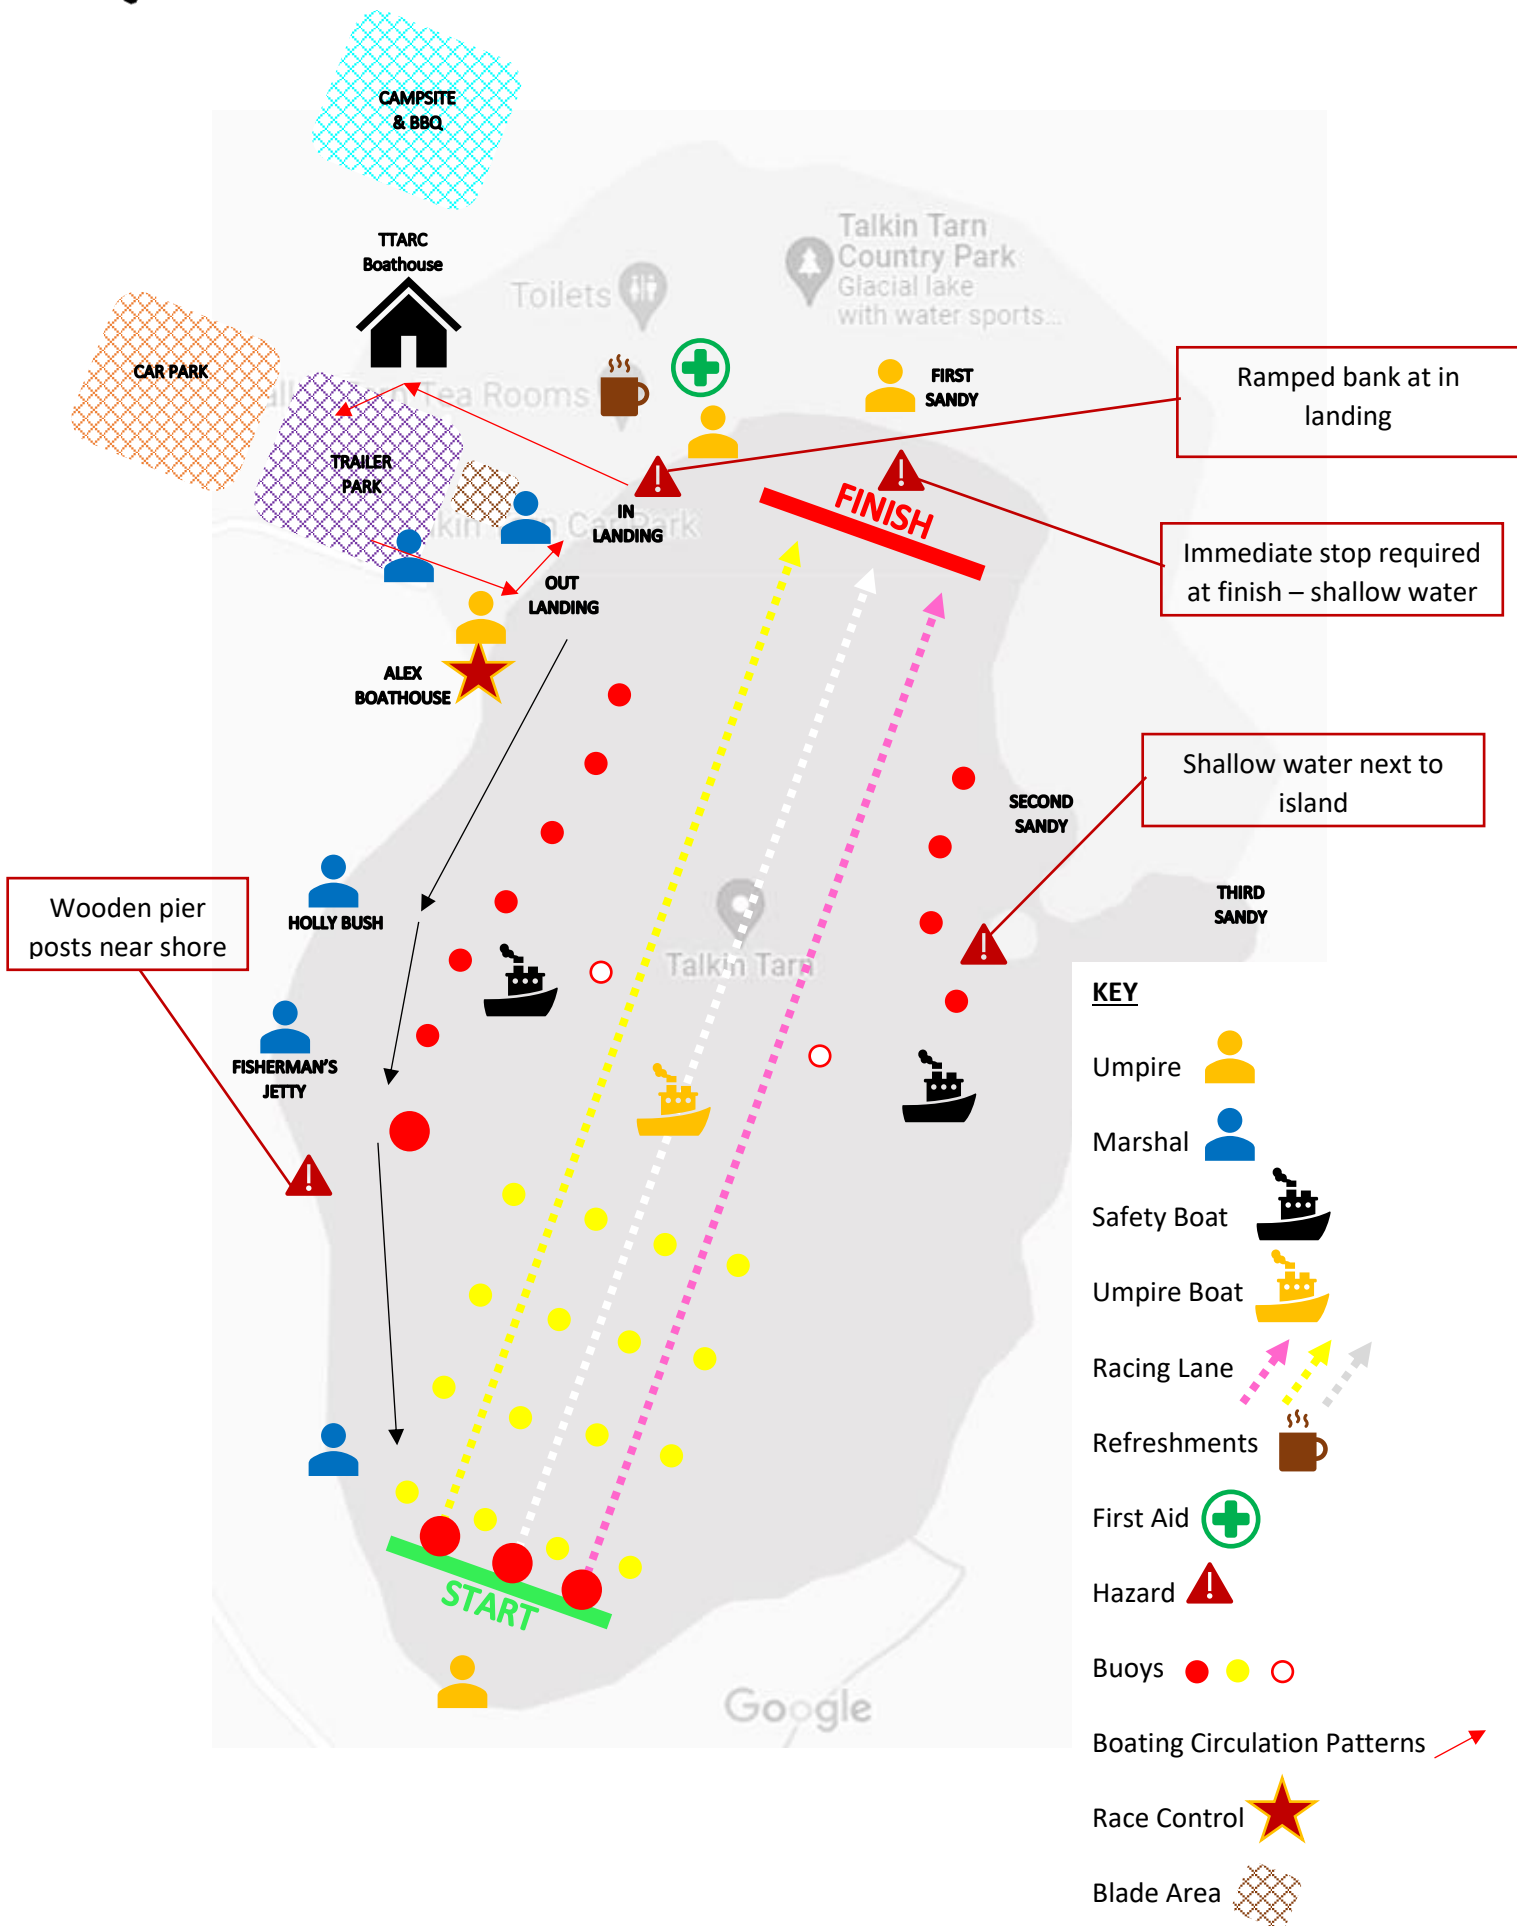 CAMPSITE
& BBQ
TTARC
Boathouse
Toilets
Talkin Tarn
Country Park
Glacial lake
with water sports...
CAR PARK
Tea Rooms
FIRST
SANDY
Ramped bank at in
landing
TRAILER
PARK
FINISH
IN
LANDING
Car Park
Immediate stop required
at finish – shallow water
OUT
LANDING
ALEX
BOATHOUSE
Shallow water next to
island
SECOND
SANDY
HOLLY BUSH
THIRD
SANDY
Wooden pier
posts near shore
Talkin Tarn
FISHERMAN'S
JETTY
START
Google
KEY
Umpire
Marshal
Safety Boat
Umpire Boat
Racing Lane
Refreshments
First Aid
Hazard
Buoys
Boating Circulation Patterns
Race Control
Blade Area